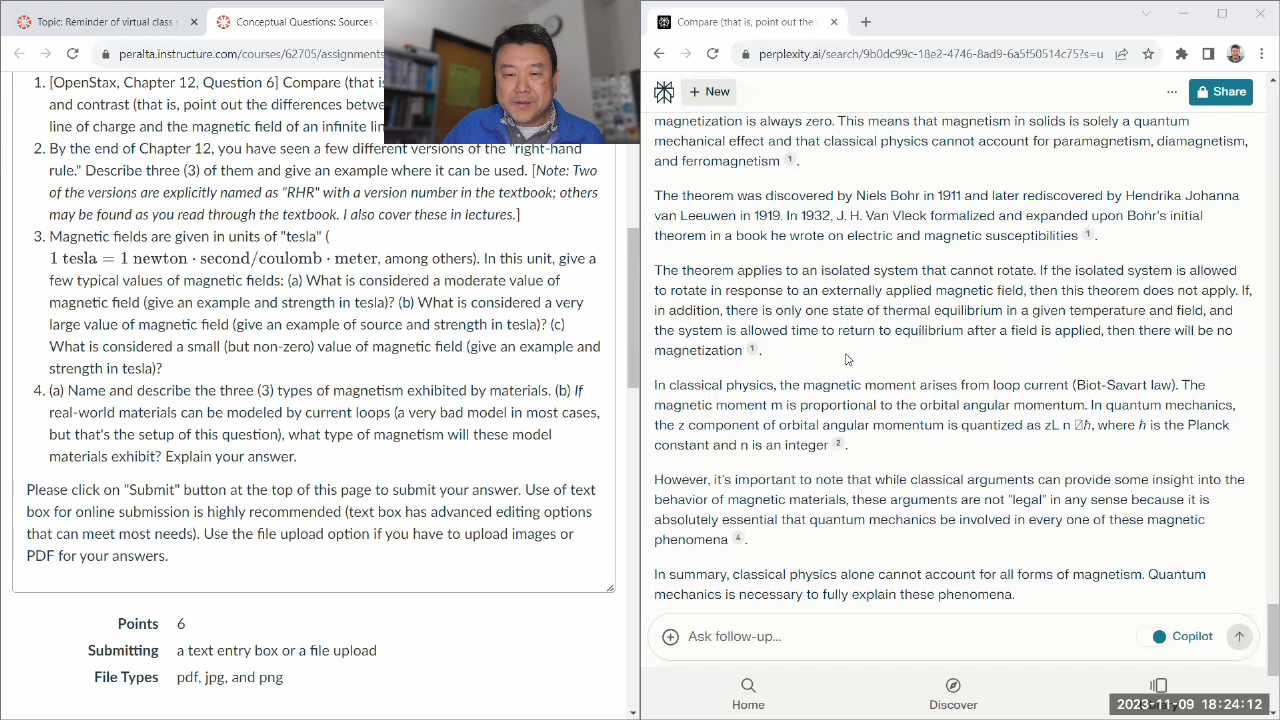 Topic: Reminder of virtual class
Conceptual Questions: Sources
peralta.instructure.com/courses/62705/assignments
1. [OpenStax, Chapter 12, Question 6] Compare (that is
and contrast (that is, point out the differences betwe
line of charge and the magnetic field of an infinite lin
2. By the end of Chapter 12, you have seen a few different versions of the "right-hand
rule." Describe three (3) of them and give an example where it can be used. [Note: Two
of the versions are explicitly named as "RHR" with a version number in the textbook; others
may be found as you read through the textbook. I also cover these in lectures.]
3. Magnetic fields are given in units of "tesla" (
1 tesla = 1 newton · second/coulomb · meter, among others). In this unit, give a
few typical values of magnetic fields: (a) What is considered a moderate value of
magnetic field (give an example and strength in tesla)? (b) What is considered a very
large value of magnetic field (give an example of source and strength in tesla)? (c)
What is considered a small (but non-zero) value of magnetic field (give an example and
strength in tesla)?
4. (a) Name and describe the three (3) types of magnetism exhibited by materials. (b) If
real-world materials can be modeled by current loops (a very bad model in most cases,
but that's the setup of this question), what type of magnetism will these model
materials exhibit? Explain your answer.
Please click on "Submit" button at the top of this page to submit your answer. Use of text
box for online submission is highly recommended (text box has advanced editing options
that can meet most needs). Use the file upload option if you have to upload images or
PDF for your answers.
Points 6
Submitting a text entry box or a file upload
File Types pdf, jpg, and png
Compare (that is, point out the
perplexity.ai/search/9b0dc99c-18e2-4746-8ad9-6a5f50514c75?s=u
New
Share
magnetization is always zero. This means that magnetism in solids is solely a quantum
mechanical effect and that classical physics cannot account for paramagnetism, diamagnetism,
and ferromagnetism 1.
The theorem was discovered by Niels Bohr in 1911 and later rediscovered by Hendrika Johanna
van Leeuwen in 1919. In 1932, J. H. Van Vleck formalized and expanded upon Bohr's initial
theorem in a book he wrote on electric and magnetic susceptibilities 1.
The theorem applies to an isolated system that cannot rotate. If the isolated system is allowed
to rotate in response to an externally applied magnetic field, then this theorem does not apply. If,
in addition, there is only one state of thermal equilibrium in a given temperature and field, and
the system is allowed time to return to equilibrium after a field is applied, then there will be no
magnetization 1.
In classical physics, the magnetic moment arises from loop current (Biot-Savart law). The
magnetic moment m is proportional to the orbital angular momentum. In quantum mechanics,
the z component of orbital angular momentum is quantized as zL n ħ, where ħ is the Planck
constant and n is an integer 2.
However, it's important to note that while classical arguments can provide some insight into the
behavior of magnetic materials, these arguments are not "legal" in any sense because it is
absolutely essential that quantum mechanics be involved in every one of these magnetic
phenomena 4.
In summary, classical physics alone cannot account for all forms of magnetism. Quantum
mechanics is necessary to fully explain these phenomena.
Ask follow-up...
Copilot
Home
Discover
2023-11-09 18:24:12